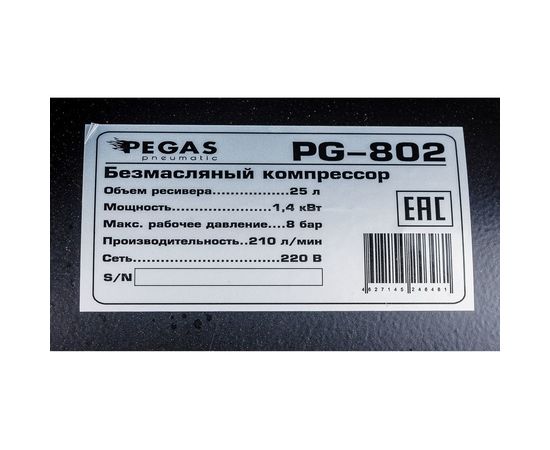 PEGAS
pneumatic
PG-802
Безмасляный компрессор
Объем ресивера...............25 л
Мощность........................1,4 кВт
Макс. рабочее давление....8 бар
Производительность..210 л/мин
Сеть..............................220 В
S/N
EAC
4627145246461